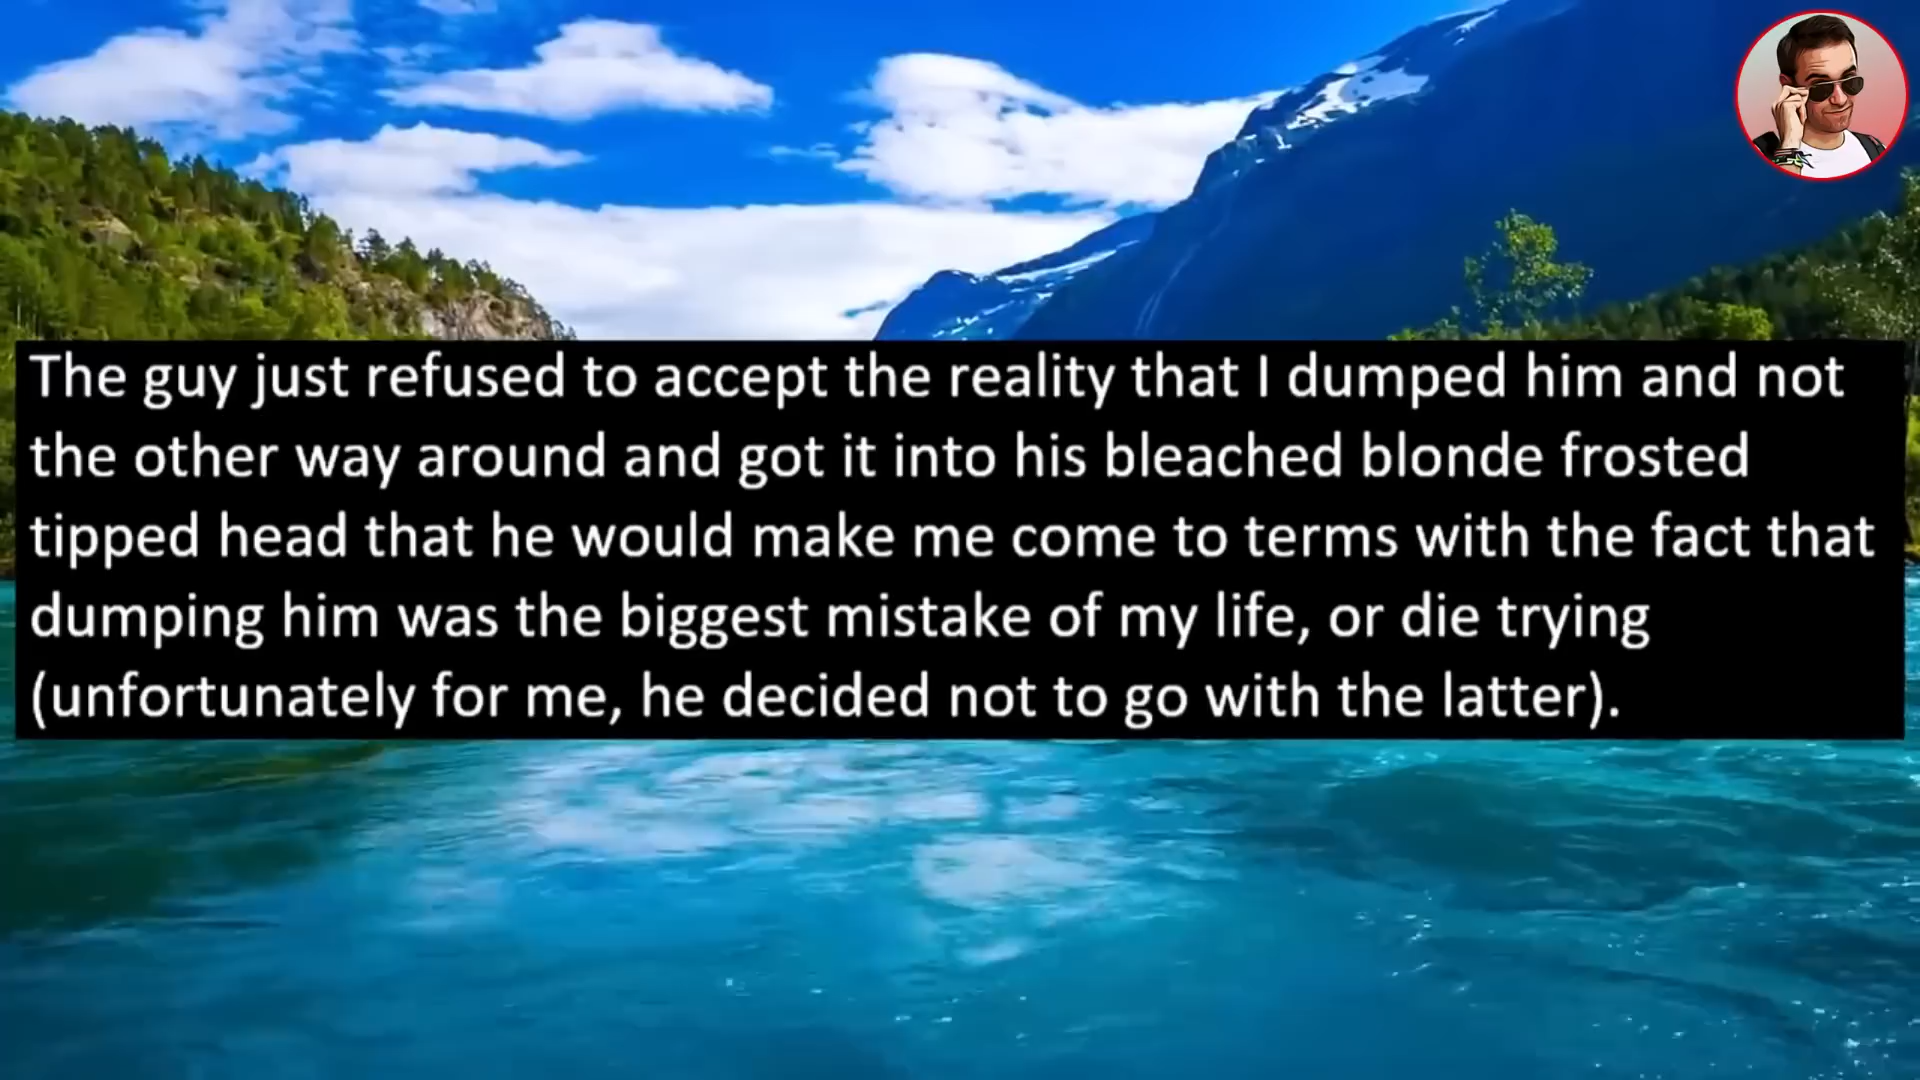 The guy just refused to accept the reality that I dumped him and not
the other way around and got it into his bleached blonde frosted
tipped head that he would make me come to terms with the fact that
dumping him was the biggest mistake of my life, or die trying
(unfortunately for me, he decided not to go with the latter).